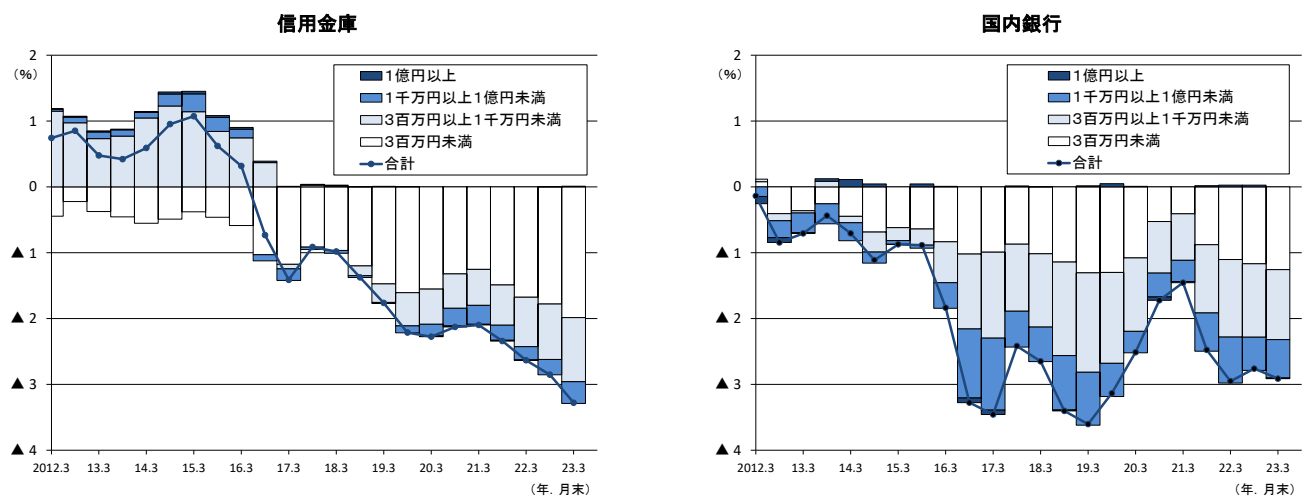 信用金庫
2
(%)
1
0
▲ 1
▲ 2
▲ 3
▲ 4
1億円以上
1千万円以上1億円未満
3百万円以上1千万円未満
3百万円未満
合計
2012.3 13.3 14.3 15.3 16.3 17.3 18.3 19.3 20.3 21.3 22.3 23.3
(年. 月末)
国内銀行
2
(%)
1
0
▲ 1
▲ 2
▲ 3
▲ 4
1億円以上
1千万円以上1億円未満
3百万円以上1千万円未満
3百万円未満
合計
2012.3 13.3 14.3 15.3 16.3 17.3 18.3 19.3 20.3 21.3 22.3 23.3
(年. 月末)